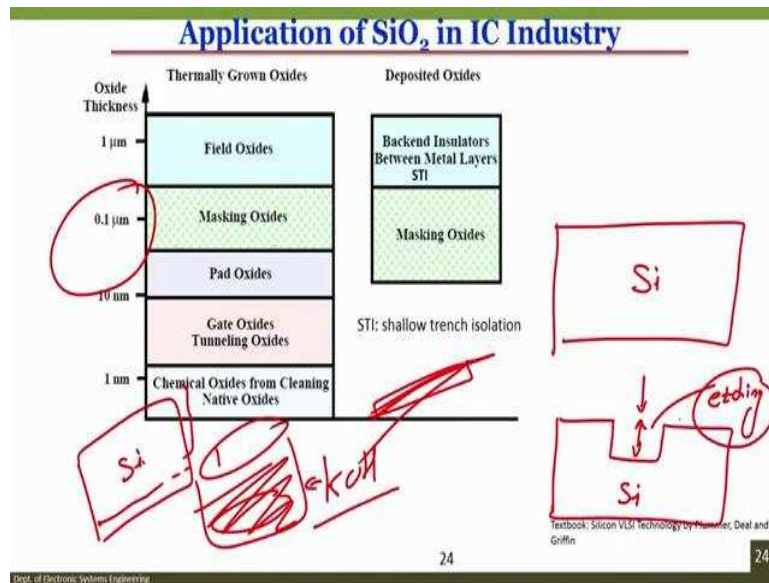 Application of SiO2 in IC Industry
Thermally Grown Oxides
Deposited Oxides
Oxide
Thickness
1 μm
0.1 μm
10 nm
1 nm
Field Oxides
Masking Oxides
Pad Oxides
Gate Oxides
Tunneling Oxides
Chemical Oxides from Cleaning
Native Oxides
Backend Insulators
Between Metal Layers
STI
Masking Oxides
STI: shallow trench isolation
Si
etching
Si
Si
KOH
Textbook: Silicon VLSI Technology by Plummer, Deal and
Griffin
24
24
Dept. of Electronic Systems Engineering